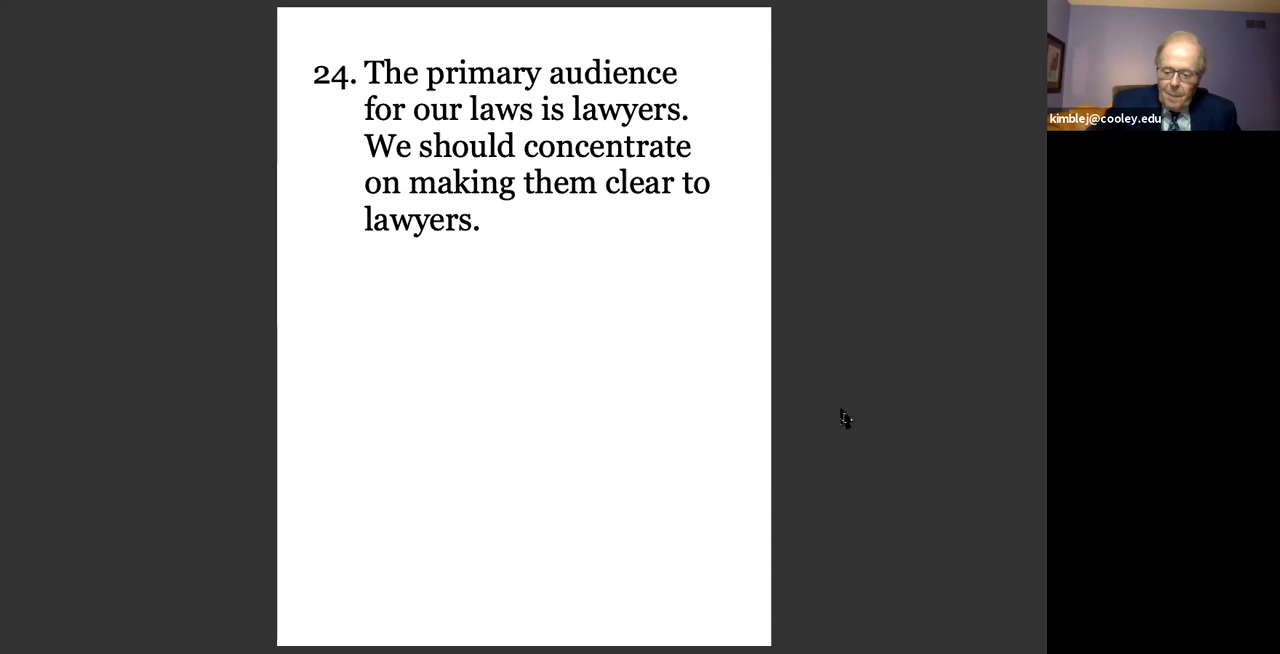 24. The primary audience
for our laws is lawyers.
We should concentrate
on making them clear to
lawyers.
kimblej@cooley.edu